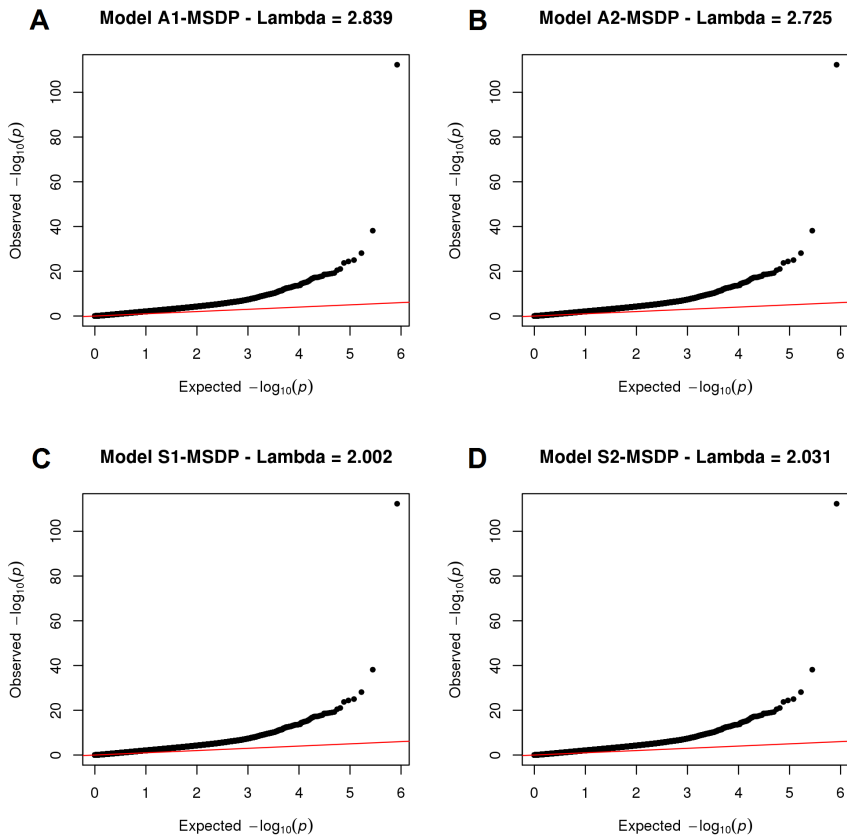 A
Model A1-MSDP - Lambda = 2.839
Observed −log10(p)
0 20 40 60 80 100
0 1 2 3 4 5 6
Expected −log10(p)
B
Model A2-MSDP - Lambda = 2.725
Observed −log10(p)
0 20 40 60 80 100
0 1 2 3 4 5 6
Expected −log10(p)
C
Model S1-MSDP - Lambda = 2.002
Observed −log10(p)
0 20 40 60 80 100
0 1 2 3 4 5 6
Expected −log10(p)
D
Model S2-MSDP - Lambda = 2.031
Observed −log10(p)
0 20 40 60 80 100
0 1 2 3 4 5 6
Expected −log10(p)